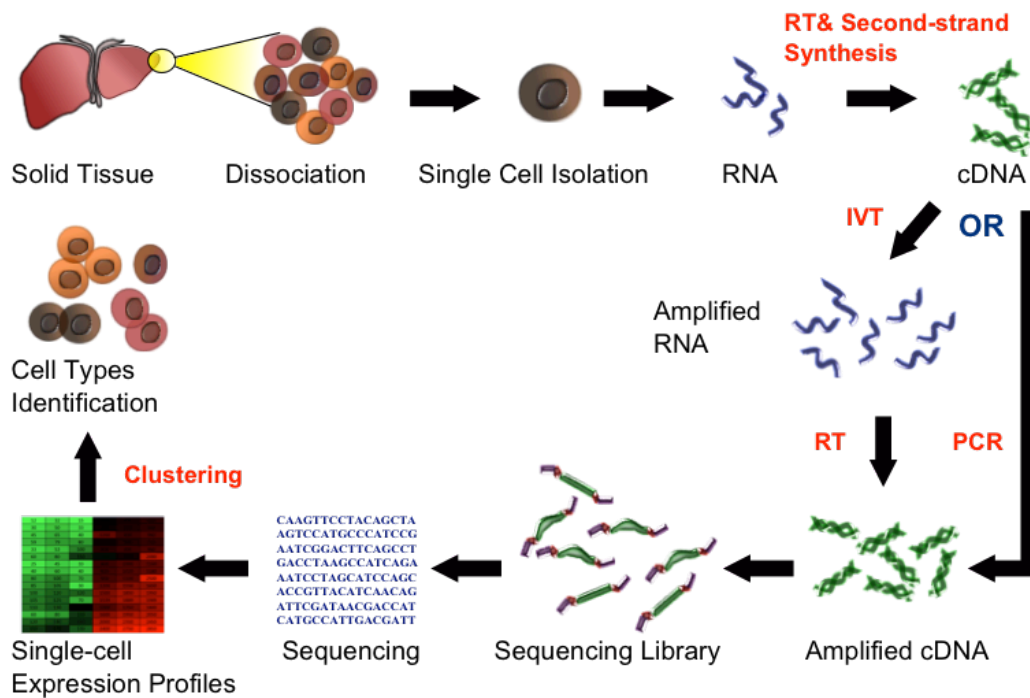 RT& Second-strand
Synthesis
Solid Tissue
Dissociation
Single Cell Isolation
RNA
cDNA
IVT
OR
Amplified
RNA
Cell Types
Identification
RT
PCR
Clustering
CAAGTTCCTACAGCTA
AGTCCATGCCCATCCG
AATCGGACTTCAGCCT
GACCTAAGCCATCAGA
AATCCTAGCATCCAGC
ACCGTTACATCAACAG
ATTCGATAACGACCAT
CATGCCATTGACGATT
Single-cell
Expression Profiles
Sequencing
Sequencing Library
Amplified cDNA